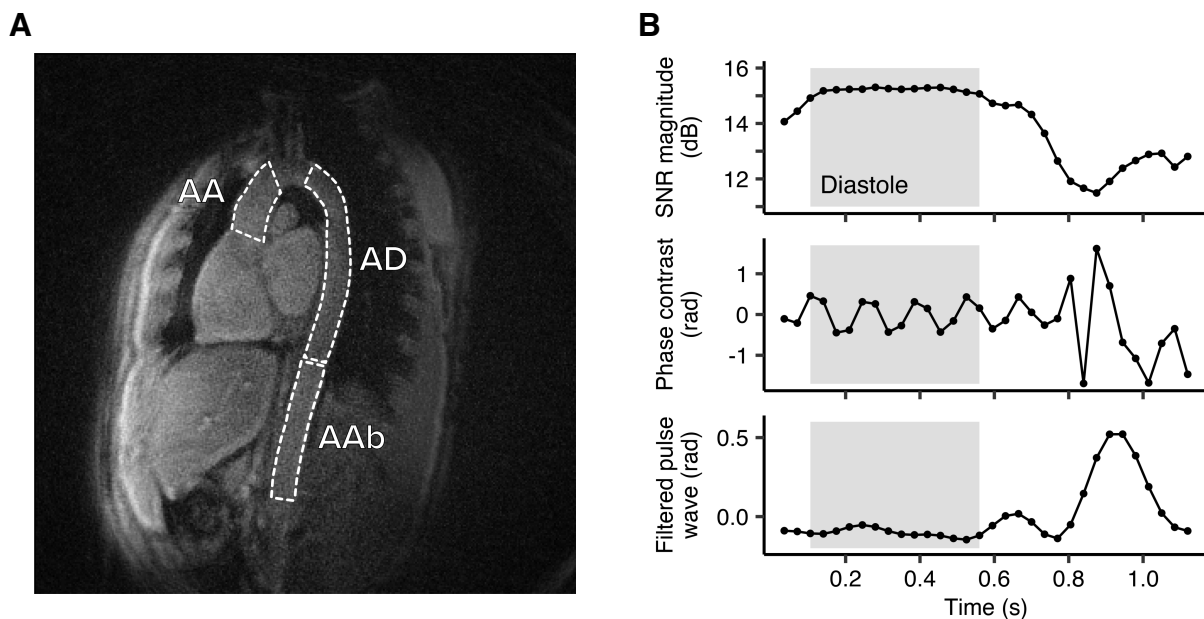 A
AA
AD
AAb
B
SNR magnitude
(dB)
16
14
12
Diastole
Phase contrast
(rad)
1
0
-1
Filtered pulse
wave (rad)
0.5
0.0
0.2
0.4
0.6
0.8
1.0
Time (s)